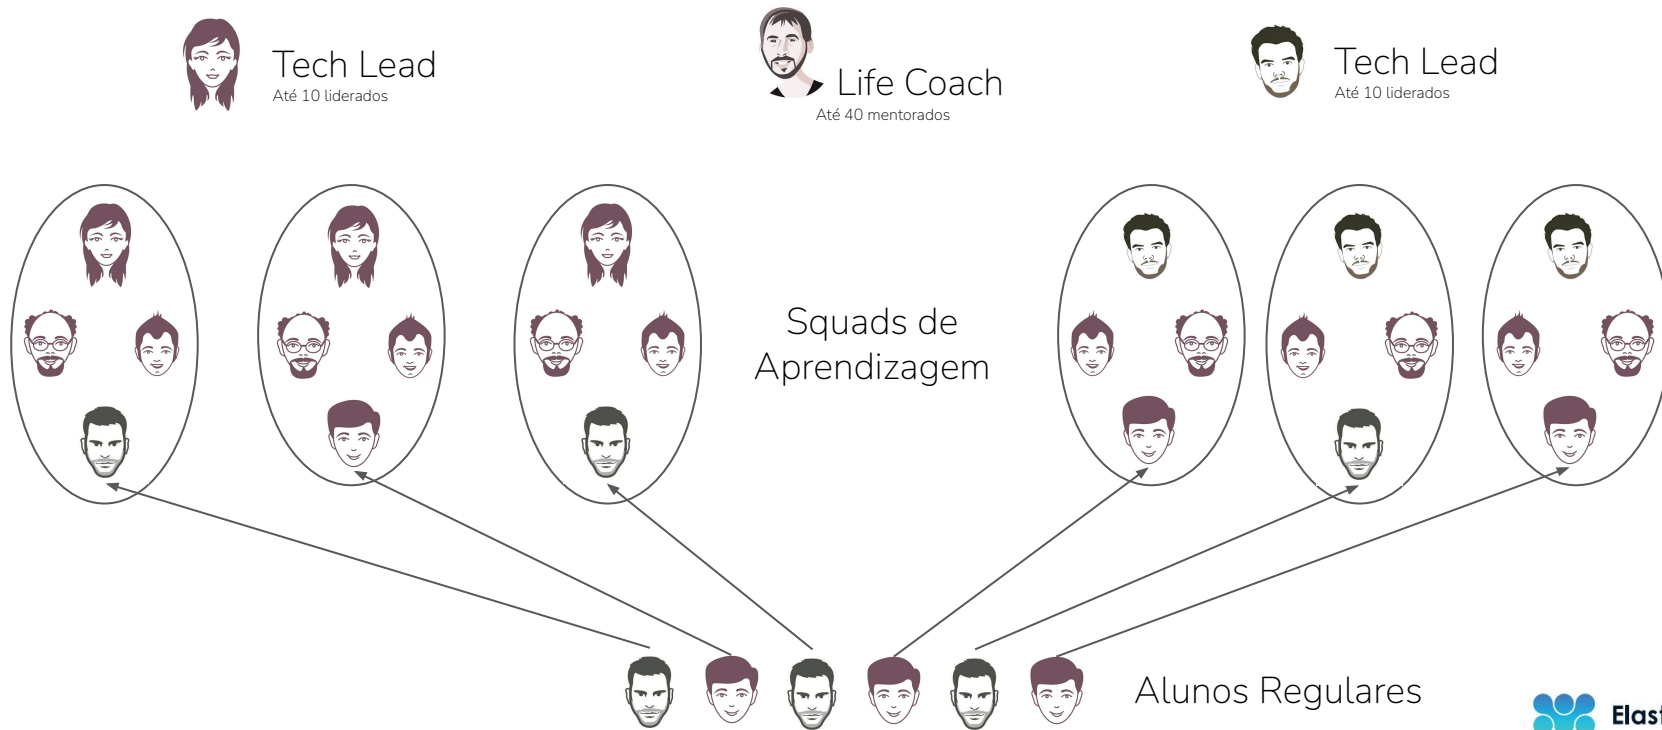 Tech Lead
Até 10 liderados
Life Coach
Até 40 mentorados
Tech Lead
Até 10 liderados
Squads de
Aprendizagem
Alunos Regulares